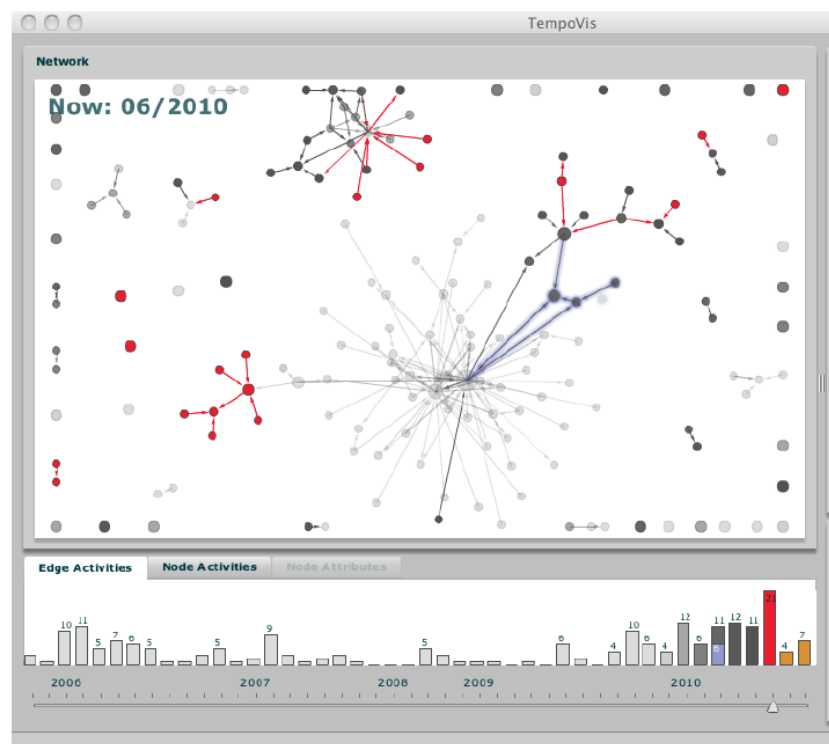 TempoVis
Network
Now: 06/2010
Edge Activities Node Activities Node Attributes
10 11 5 7 6 5 5 9 5 6 4 10 6 4 12 6 11 6 12 11 21 4 7
2006 2007 2008 2009 2010